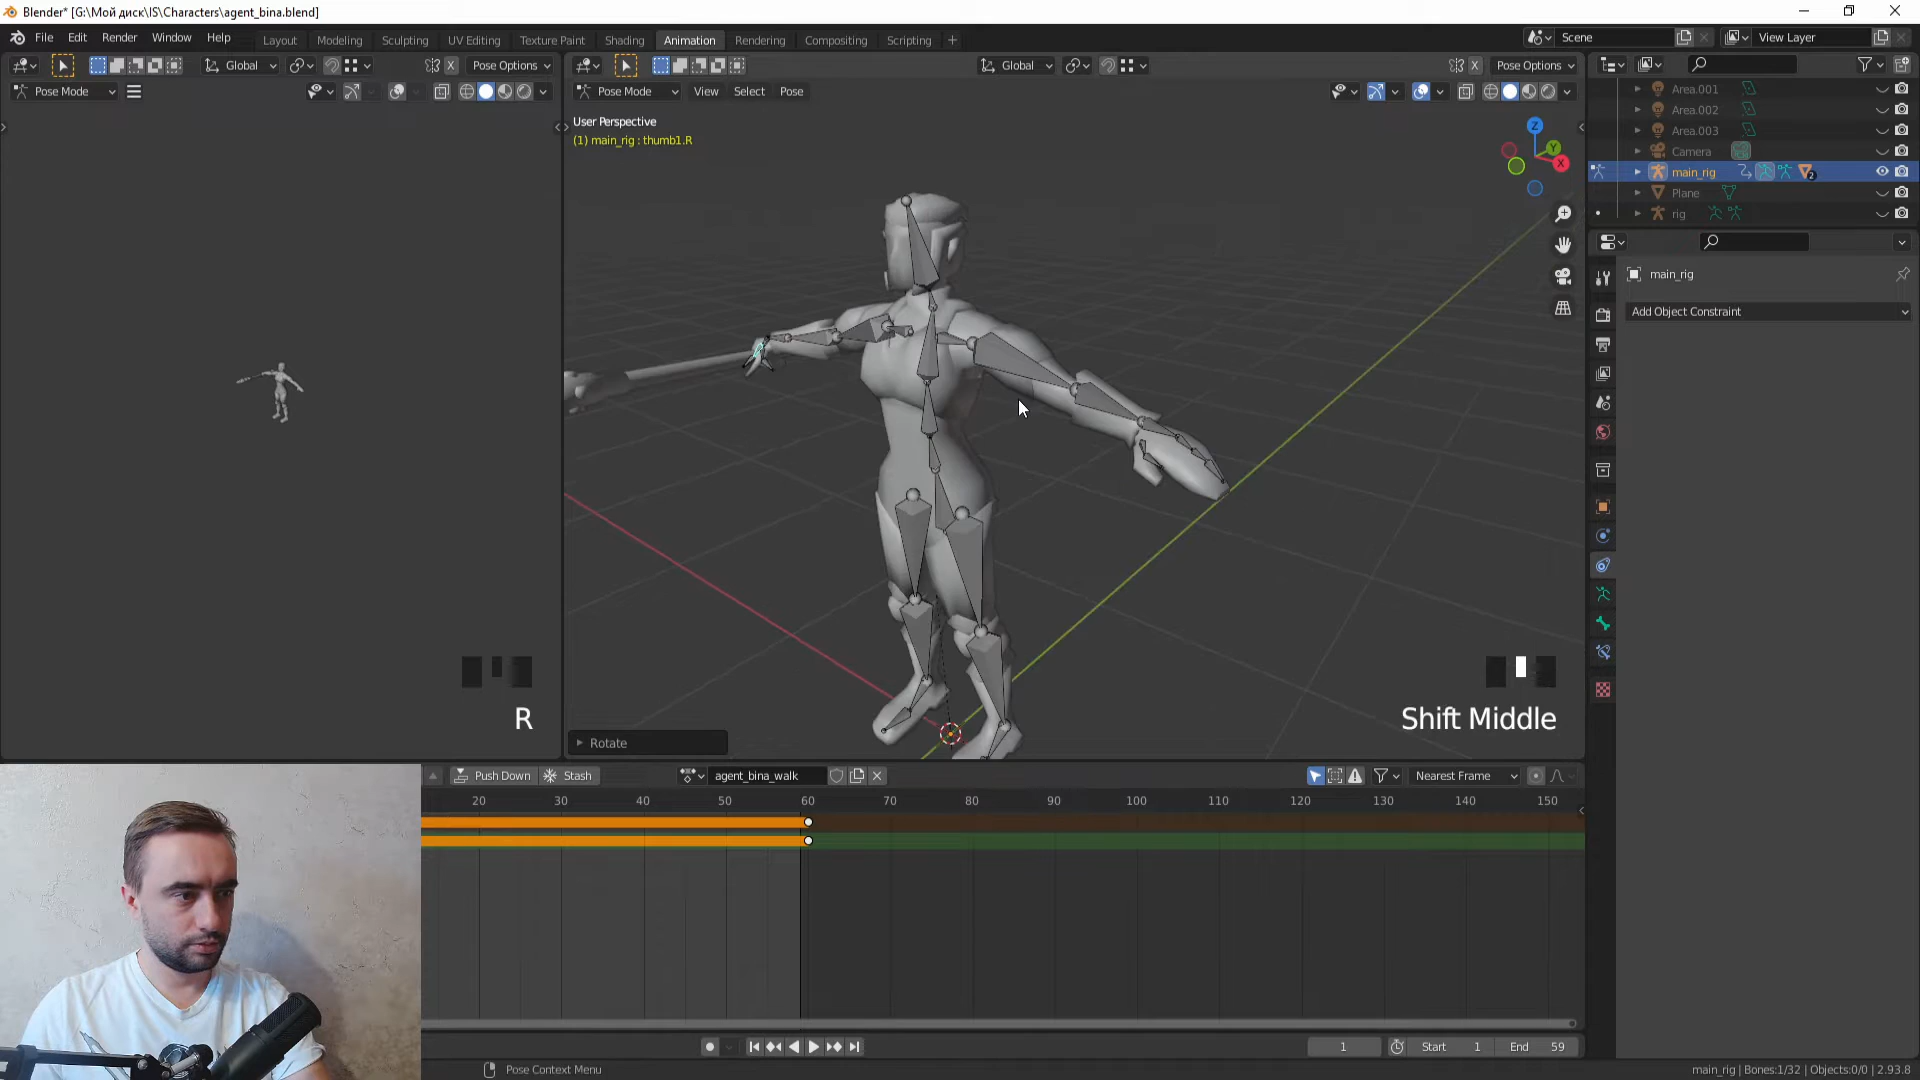 Blender* [G:\Мой диск\IS\Characters\agent_bina.blend]
File Edit Render Window Help
Layout Modeling Sculpting UV Editing Texture Paint Shading Animation Rendering Compositing Scripting +
Scene
View Layer
Global
Pose Options
Global
Pose Options
Pose Mode
Pose Mode
View Select Pose
User Perspective
(1) main_rig : thumb1.R
Z
Y
X
Area.001
Area.002
Area.003
Camera
main_rig
2
Plane
rig
main_rig
Add Object Constraint
R
Shift Middle
Rotate
Push Down
Stash
agent_bina_walk
Nearest Frame
20 30 40 50 60 70 80 90 100 110 120 130 140 150
1
Start 1
End 59
Pose Context Menu
main_rig | Bones:1/32 | Objects:0/0 | 2.93.8